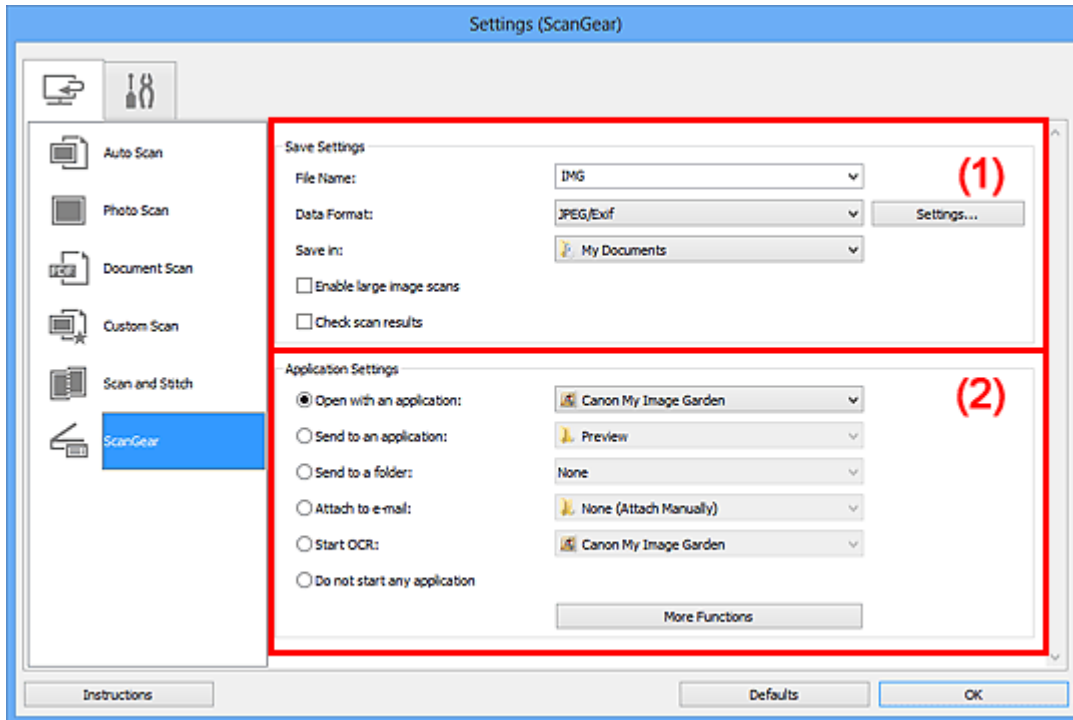 Settings (ScanGear)
Auto Scan
Photo Scan
Document Scan
Custom Scan
Scan and Stitch
ScanGear
Save Settings
(1)
File Name: IMG
Data Format: JPEG/Exif Settings...
Save in: My Documents
Enable large image scans
Check scan results
Application Settings
(2)
Open with an application: Canon My Image Garden
Send to an application: Preview
Send to a folder: None
Attach to e-mail: None (Attach Manually)
Start OCR: Canon My Image Garden
Do not start any application
More Functions
Instructions Defaults OK